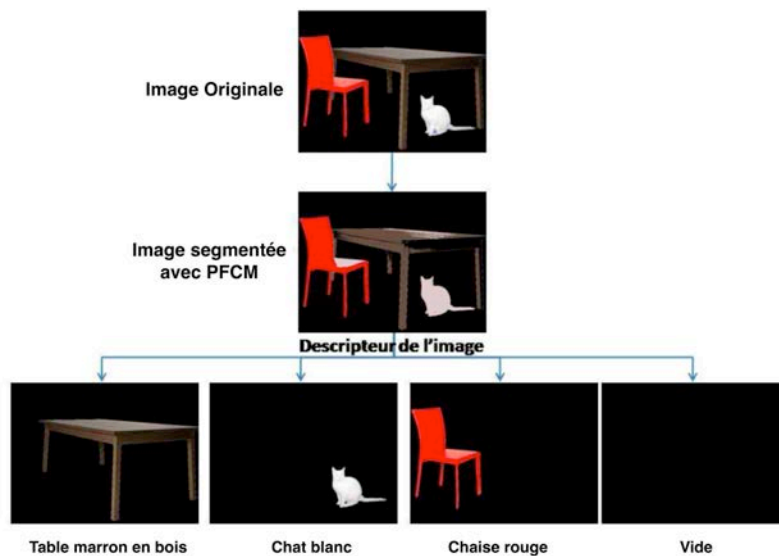 Image Originale
Image segmentée
avec PFCM
Descripteur de l'image
Table marron en bois
Chat blanc
Chaise rouge
Vide